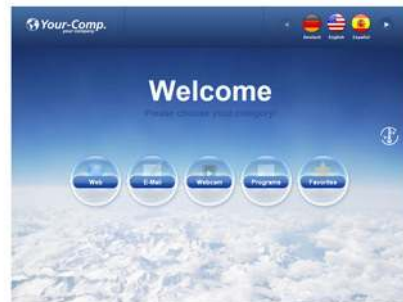 Your-Comp.
your company
Deutsch English Español
Welcome
Please choose your category!
Web E-Mail Webcam Programs Favorites